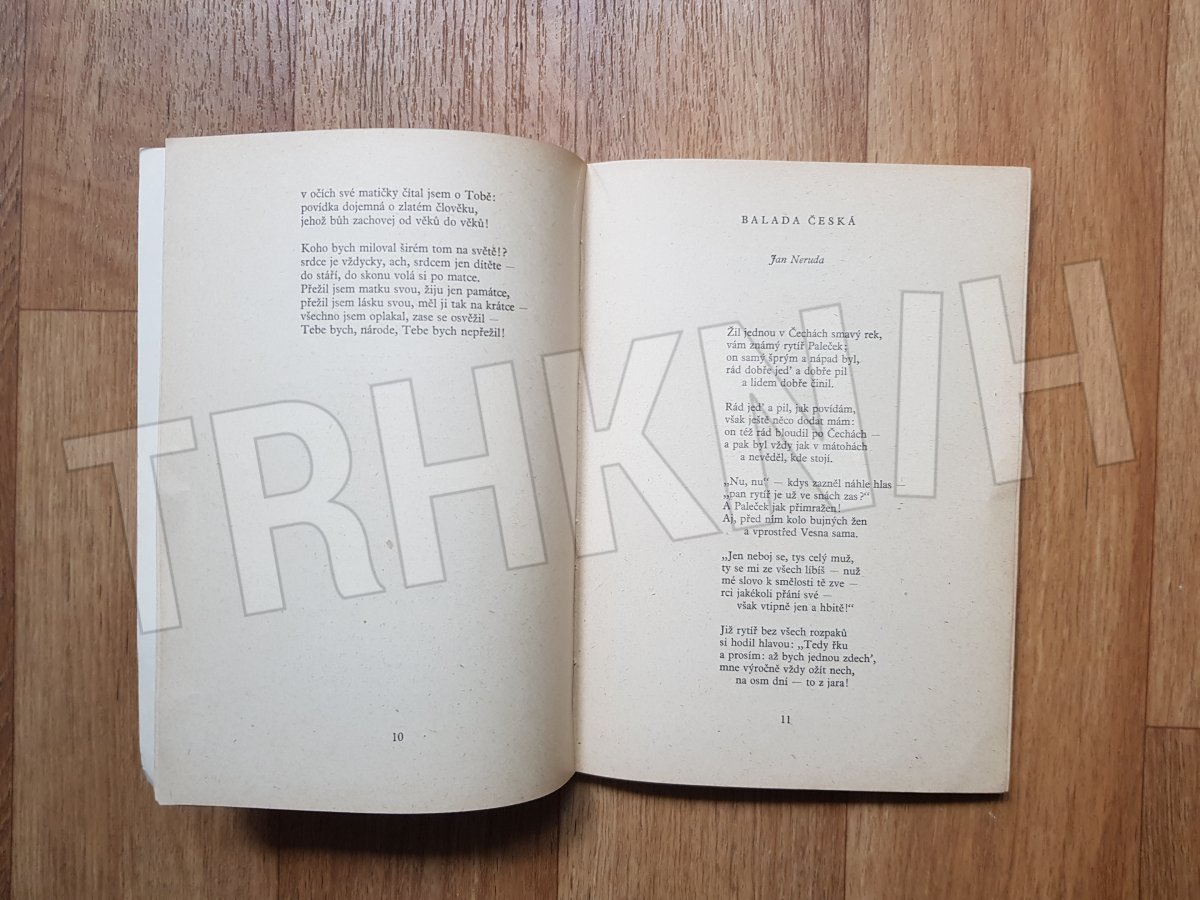 v očích své matičky čítal jsem o Tobě:
povídka dojemná o zlatém člověku,
jehož bůh zachovej od věků do věků!
Koho bych miloval širém tom na světě!?
srdce je vždycky, ach, srdcem jen dítěte —
do stáří, do skonu volá si po matce.
Přežil jsem matku svou, žiju jen památce,
přežil jsem lásku svou, měl ji tak na krátce —
všechno jsem oplakal, zase se osvěžil —
Tebe bych, národe, Tebe bych nepřežil!
10
BALADA ČESKÁ
Jan Neruda
Žil jednou v Čechách smavý rek,
vám známý rytíř Paleček;
on samý šprým a nápad byl,
rád dobře jed' a dobře pil
a lidem dobře činil.
Rád jed' a pil, jak povídám,
však ještě něco dodat mám:
on též rád bloudil po Čechách —
a pak byl vždy jak v mátohách
a nevěděl, kde stojí.
„Nu, nu“ — kdys zazněl náhle hlas —
„pan rytíř je už ve snách zas?“
A Paleček jak přimražen!
Aj, před ním kolo bujných žen
a vprostřed Vesna sama.
„Jen neboj se, tys celý muž,
ty se mi ze všech líbíš — nuž
mé slovo k smělosti tě zve —
rci jakékoli přání své —
však vtipně jen a hbitě!“
Již rytíř bez všech rozpaků
si hodil hlavou: „Tedy řku
a prosím: až bych jednou zdech',
mne výročně vždy ožít nech,
na osm dní — to z jara!
11
TRHKNIH